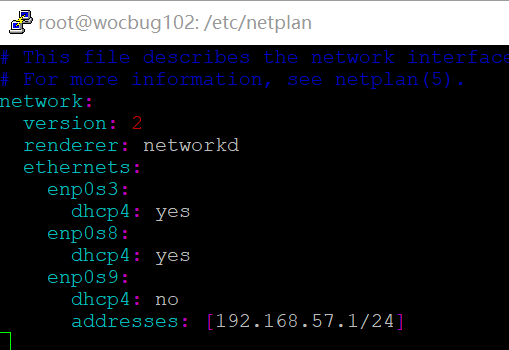 root@wocbug102: /etc/netplan
# This file describes the network interface
# For more information, see netplan(5).
network:
  version: 2
  renderer: networkd
  ethernets:
    enp0s3:
      dhcp4: yes
    enp0s8:
      dhcp4: yes
    enp0s9:
      dhcp4: no
      addresses: [192.168.57.1/24]